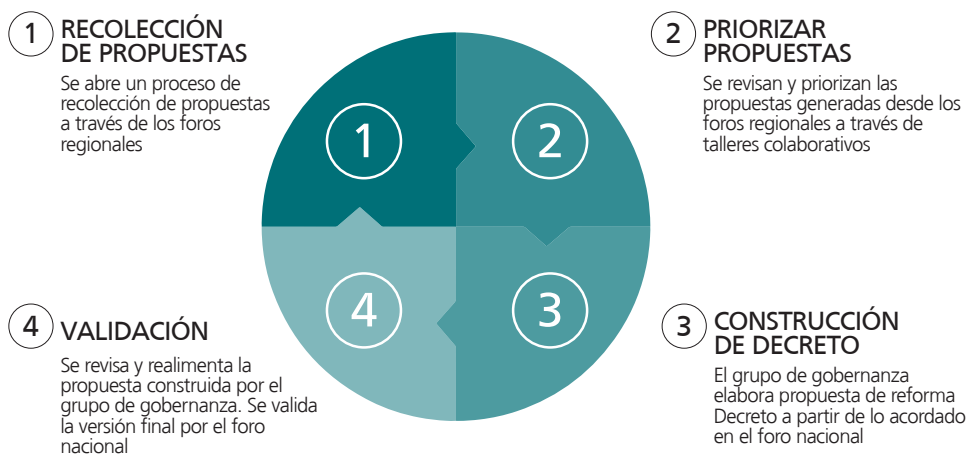 1 RECOLECCIÓN
DE PROPUESTAS
Se abre un proceso de
recolección de propuestas
a través de los foros
regionales
2 PRIORIZAR
PROPUESTAS
Se revisan y priorizan las
propuestas generadas desde los
foros regionales a través de
talleres colaborativos
1
2
4
3
4 VALIDACIÓN
Se revisa y realimenta la
propuesta construida por el
grupo de gobernanza. Se valida
la versión final por el foro
nacional
3 CONSTRUCCIÓN
DE DECRETO
El grupo de gobernanza
elabora propuesta de reforma
Decreto a partir de lo acordado
en el foro nacional